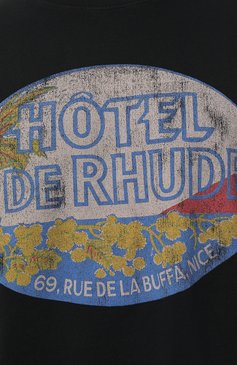 HÔTEL
DE RHUDE
69, RUE DE LA BUFFA, NICE